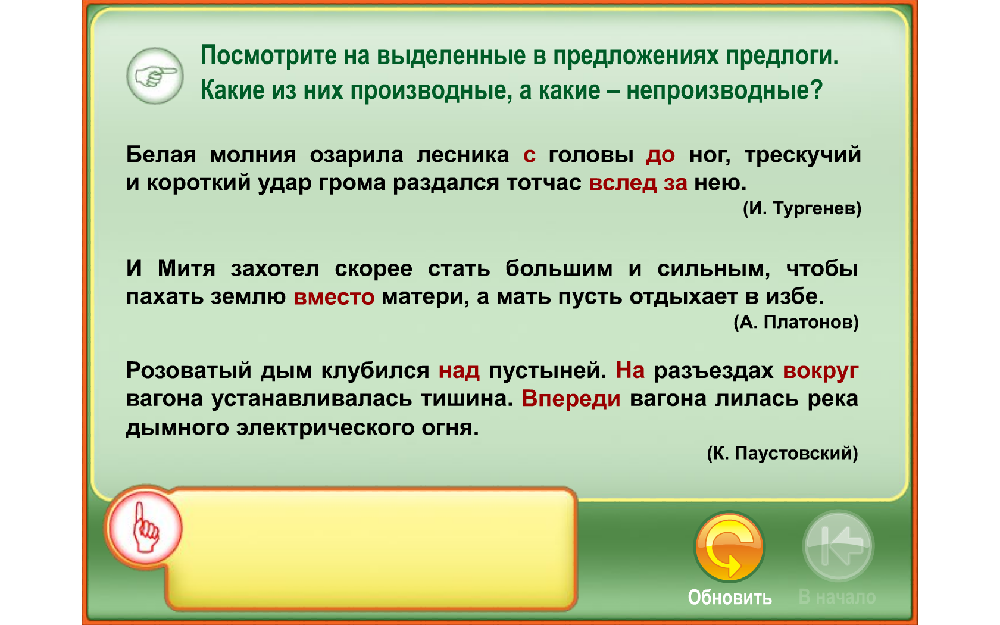 Посмотрите на выделенные в предложениях предлоги.
Какие из них производные, а какие – непроизводные?
Белая молния озарила лесника с головы до ног, трескучий
и короткий удар грома раздался тотчас вслед за нею.
(И. Тургенев)
И Митя захотел скорее стать большим и сильным, чтобы
пахать землю вместо матери, а мать пусть отдыхает в избе.
(А. Платонов)
Розоватый дым клубился над пустыней. На разъездах вокруг
вагона устанавливалась тишина. Впереди вагона лилась река
дымного электрического огня.
(К. Паустовский)
Обновить
В начало